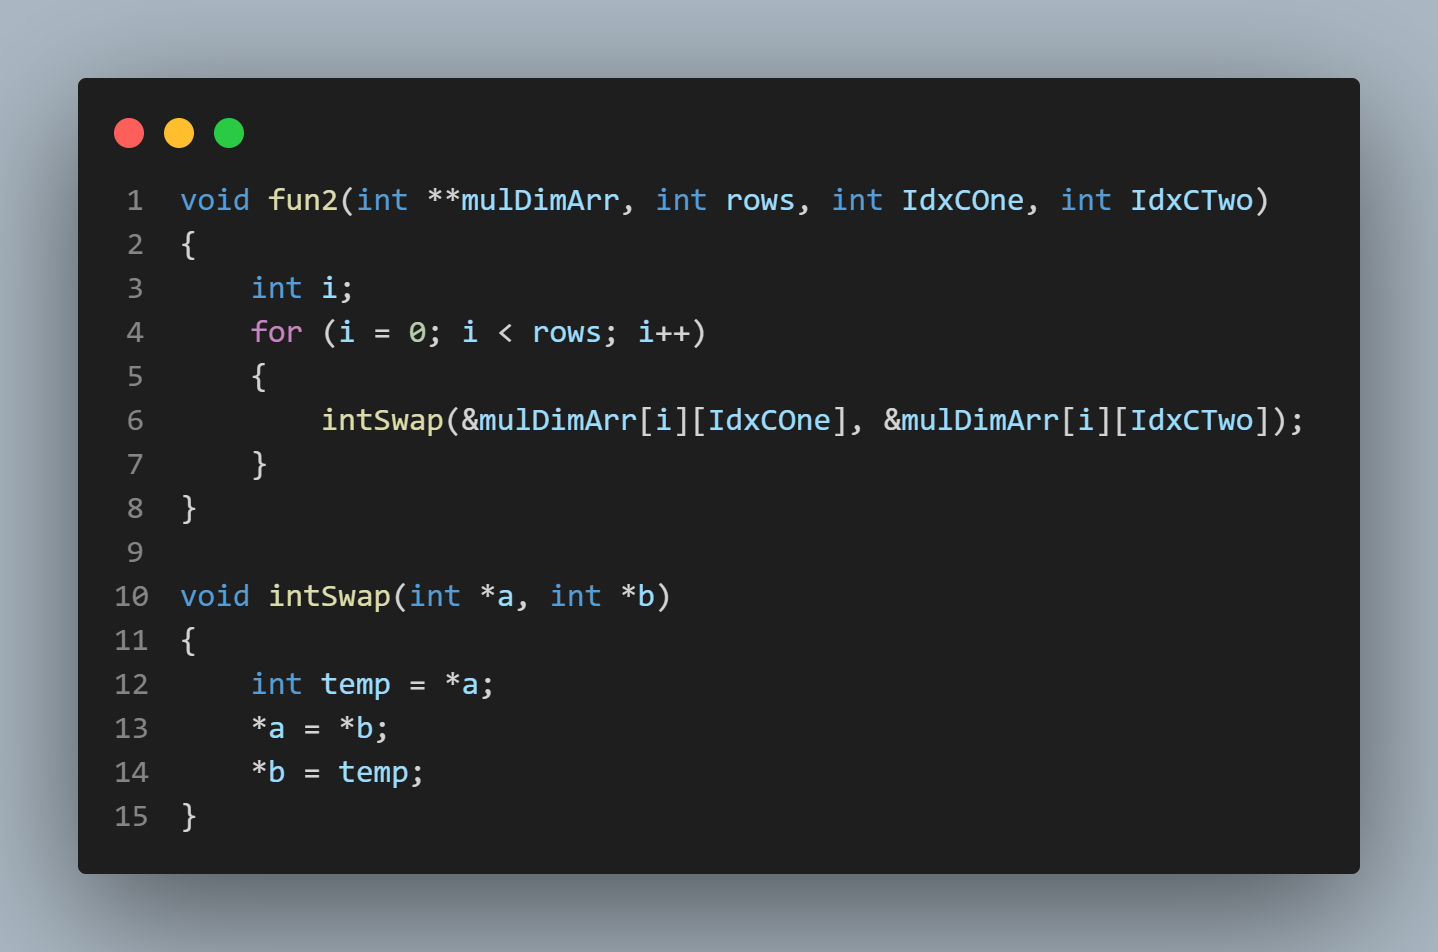 1 void fun2(int **mulDimArr, int rows, int IdxCOne, int IdxCTwo)
2 {
3     int i;
4     for (i = 0; i < rows; i++)
5     {
6         intSwap(&mulDimArr[i][IdxCOne], &mulDimArr[i][IdxCTwo]);
7     }
8 }
9
10 void intSwap(int *a, int *b)
11 {
12     int temp = *a;
13     *a = *b;
14     *b = temp;
15 }